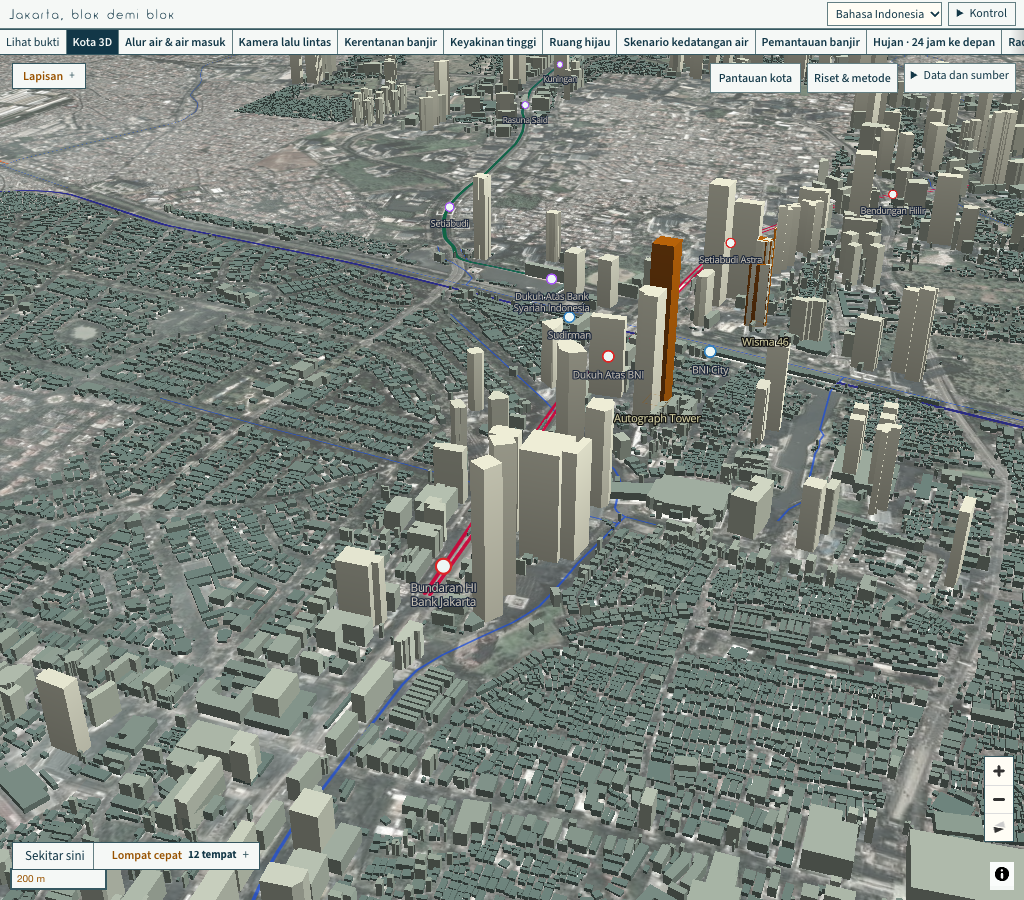 Jakarta, blok demi blok
Bahasa Indonesia
Kontrol
Lihat bukti
Kota 3D
Alur air & air masuk
Kamera lalu lintas
Kerentanan banjir
Keyakinan tinggi
Ruang hijau
Skenario kedatangan air
Pemantauan banjir
Hujan · 24 jam ke depan
Lapisan +
Pantauan kota
Riset & metode
Data dan sumber
Kuningan
Rasuna Said
Setiabudi
Bendungan Hilir
Setiabudi Astra
Dukuh Atas Bank
Syariah Indonesia
Sudirman
Wisma 46
BNI City
Dukuh Atas BNI
Autograph Tower
Bundaran HI
Bank Jakarta
Sekitar sini
Lompat cepat 12 tempat +
200 m